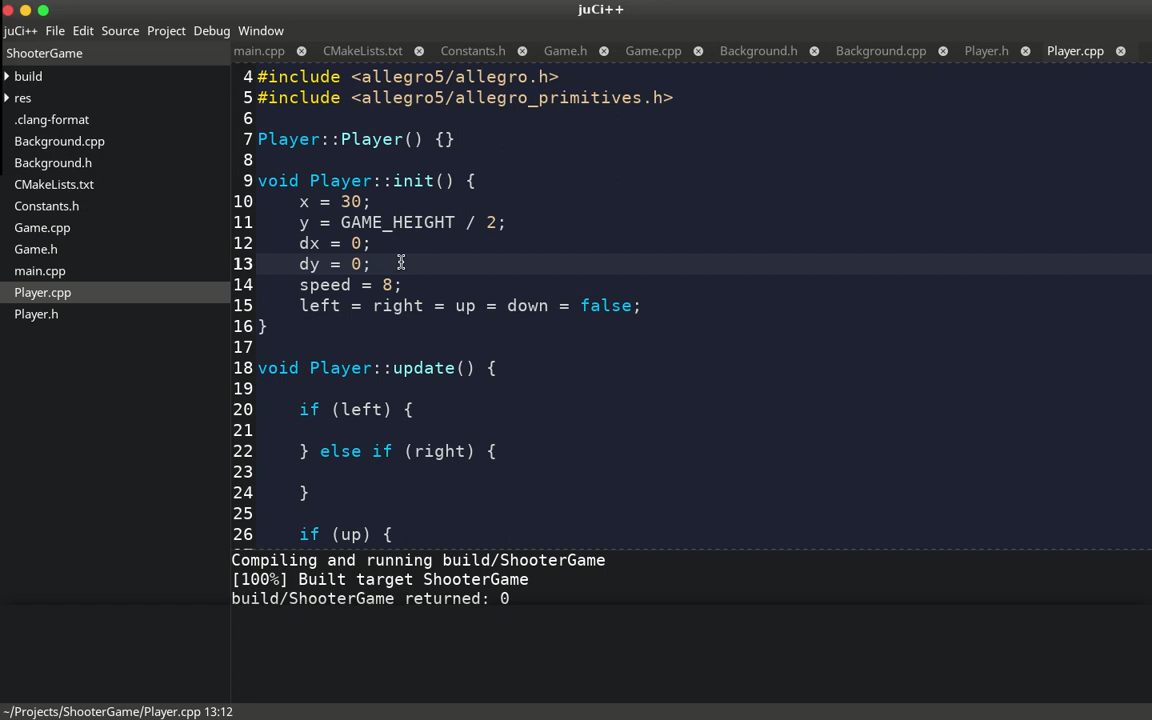 juCi++
juCi++ File Edit Source Project Debug Window
ShooterGame
build
res
.clang-format
Background.cpp
Background.h
CMakeLists.txt
Constants.h
Game.cpp
Game.h
main.cpp
Player.cpp
Player.h
main.cpp CMakeLists.txt Constants.h Game.h Game.cpp Background.h Background.cpp Player.h Player.cpp
4 #include <allegro5/allegro.h>
5 #include <allegro5/allegro_primitives.h>
6
7 Player::Player() {}
8
9 void Player::init() {
10     x = 30;
11     y = GAME_HEIGHT / 2;
12     dx = 0;
13     dy = 0;
14     speed = 8;
15     left = right = up = down = false;
16 }
17
18 void Player::update() {
19
20     if (left) {
21
22     } else if (right) {
23
24     }
25
26     if (up) {
Compiling and running build/ShooterGame
[100%] Built target ShooterGame
build/ShooterGame returned: 0
~/Projects/ShooterGame/Player.cpp 13:12